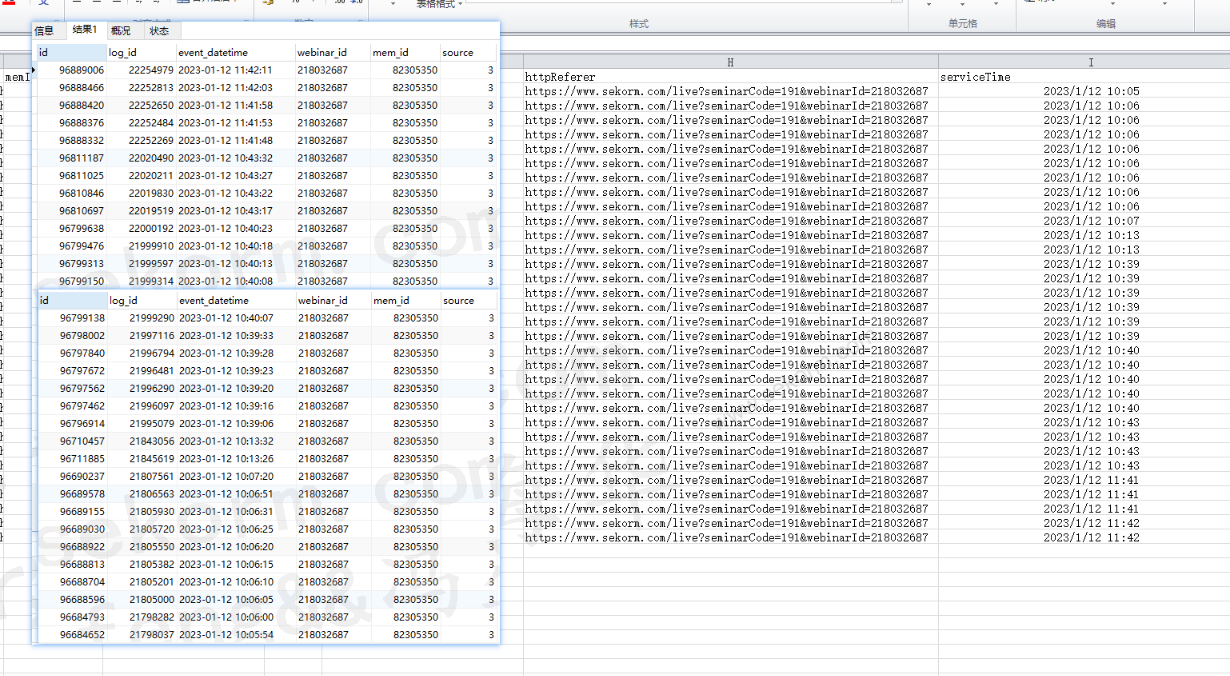 表格格式
样式
单元格
编辑
信息 结果1 概况 状态
id log_id event_datetime webinar_id mem_id source
96889006 22254979 2023-01-12 11:42:11 218032687 82305350 3
96888466 22252813 2023-01-12 11:42:03 218032687 82305350 3
96888420 22252650 2023-01-12 11:41:58 218032687 82305350 3
96888376 22252484 2023-01-12 11:41:53 218032687 82305350 3
96888332 22252269 2023-01-12 11:41:48 218032687 82305350 3
96811187 22020490 2023-01-12 10:43:32 218032687 82305350 3
96811025 22020211 2023-01-12 10:43:27 218032687 82305350 3
96810846 22019830 2023-01-12 10:43:22 218032687 82305350 3
96810697 22019519 2023-01-12 10:43:17 218032687 82305350 3
96799638 22000192 2023-01-12 10:40:23 218032687 82305350 3
96799476 21999910 2023-01-12 10:40:18 218032687 82305350 3
96799313 21999597 2023-01-12 10:40:13 218032687 82305350 3
96799150 21999314 2023-01-12 10:40:08 218032687 82305350 3
id log_id event_datetime webinar_id mem_id source
96799138 21999290 2023-01-12 10:40:07 218032687 82305350 3
96798002 21997116 2023-01-12 10:39:33 218032687 82305350 3
96797840 21996794 2023-01-12 10:39:28 218032687 82305350 3
96797672 21996481 2023-01-12 10:39:23 218032687 82305350 3
96797562 21996290 2023-01-12 10:39:20 218032687 82305350 3
96797462 21996097 2023-01-12 10:39:16 218032687 82305350 3
96796914 21995079 2023-01-12 10:39:06 218032687 82305350 3
96710457 21843056 2023-01-12 10:13:32 218032687 82305350 3
96711885 21845619 2023-01-12 10:13:26 218032687 82305350 3
96690237 21807561 2023-01-12 10:07:20 218032687 82305350 3
96689578 21806563 2023-01-12 10:06:51 218032687 82305350 3
96689155 21805930 2023-01-12 10:06:31 218032687 82305350 3
96689030 21805720 2023-01-12 10:06:25 218032687 82305350 3
96688922 21805550 2023-01-12 10:06:20 218032687 82305350 3
96688813 21805382 2023-01-12 10:06:15 218032687 82305350 3
96688704 21805201 2023-01-12 10:06:10 218032687 82305350 3
96688596 21805000 2023-01-12 10:06:05 218032687 82305350 3
96684793 21798282 2023-01-12 10:06:00 218032687 82305350 3
96684652 21798037 2023-01-12 10:05:54 218032687 82305350 3
H I
httpReferer serviceTime
https://www.sekorm.com/live?seminarCode=191&webinarId=218032687 2023/1/12 10:05
https://www.sekorm.com/live?seminarCode=191&webinarId=218032687 2023/1/12 10:06
https://www.sekorm.com/live?seminarCode=191&webinarId=218032687 2023/1/12 10:06
https://www.sekorm.com/live?seminarCode=191&webinarId=218032687 2023/1/12 10:06
https://www.sekorm.com/live?seminarCode=191&webinarId=218032687 2023/1/12 10:06
https://www.sekorm.com/live?seminarCode=191&webinarId=218032687 2023/1/12 10:06
https://www.sekorm.com/live?seminarCode=191&webinarId=218032687 2023/1/12 10:06
https://www.sekorm.com/live?seminarCode=191&webinarId=218032687 2023/1/12 10:06
https://www.sekorm.com/live?seminarCode=191&webinarId=218032687 2023/1/12 10:06
https://www.sekorm.com/live?seminarCode=191&webinarId=218032687 2023/1/12 10:07
https://www.sekorm.com/live?seminarCode=191&webinarId=218032687 2023/1/12 10:13
https://www.sekorm.com/live?seminarCode=191&webinarId=218032687 2023/1/12 10:13
https://www.sekorm.com/live?seminarCode=191&webinarId=218032687 2023/1/12 10:39
https://www.sekorm.com/live?seminarCode=191&webinarId=218032687 2023/1/12 10:39
https://www.sekorm.com/live?seminarCode=191&webinarId=218032687 2023/1/12 10:39
https://www.sekorm.com/live?seminarCode=191&webinarId=218032687 2023/1/12 10:39
https://www.sekorm.com/live?seminarCode=191&webinarId=218032687 2023/1/12 10:39
https://www.sekorm.com/live?seminarCode=191&webinarId=218032687 2023/1/12 10:39
https://www.sekorm.com/live?seminarCode=191&webinarId=218032687 2023/1/12 10:40
https://www.sekorm.com/live?seminarCode=191&webinarId=218032687 2023/1/12 10:40
https://www.sekorm.com/live?seminarCode=191&webinarId=218032687 2023/1/12 10:40
https://www.sekorm.com/live?seminarCode=191&webinarId=218032687 2023/1/12 10:40
https://www.sekorm.com/live?seminarCode=191&webinarId=218032687 2023/1/12 10:40
https://www.sekorm.com/live?seminarCode=191&webinarId=218032687 2023/1/12 10:43
https://www.sekorm.com/live?seminarCode=191&webinarId=218032687 2023/1/12 10:43
https://www.sekorm.com/live?seminarCode=191&webinarId=218032687 2023/1/12 10:43
https://www.sekorm.com/live?seminarCode=191&webinarId=218032687 2023/1/12 10:43
https://www.sekorm.com/live?seminarCode=191&webinarId=218032687 2023/1/12 11:41
https://www.sekorm.com/live?seminarCode=191&webinarId=218032687 2023/1/12 11:41
https://www.sekorm.com/live?seminarCode=191&webinarId=218032687 2023/1/12 11:41
https://www.sekorm.com/live?seminarCode=191&webinarId=218032687 2023/1/12 11:42
https://www.sekorm.com/live?seminarCode=191&webinarId=218032687 2023/1/12 11:42